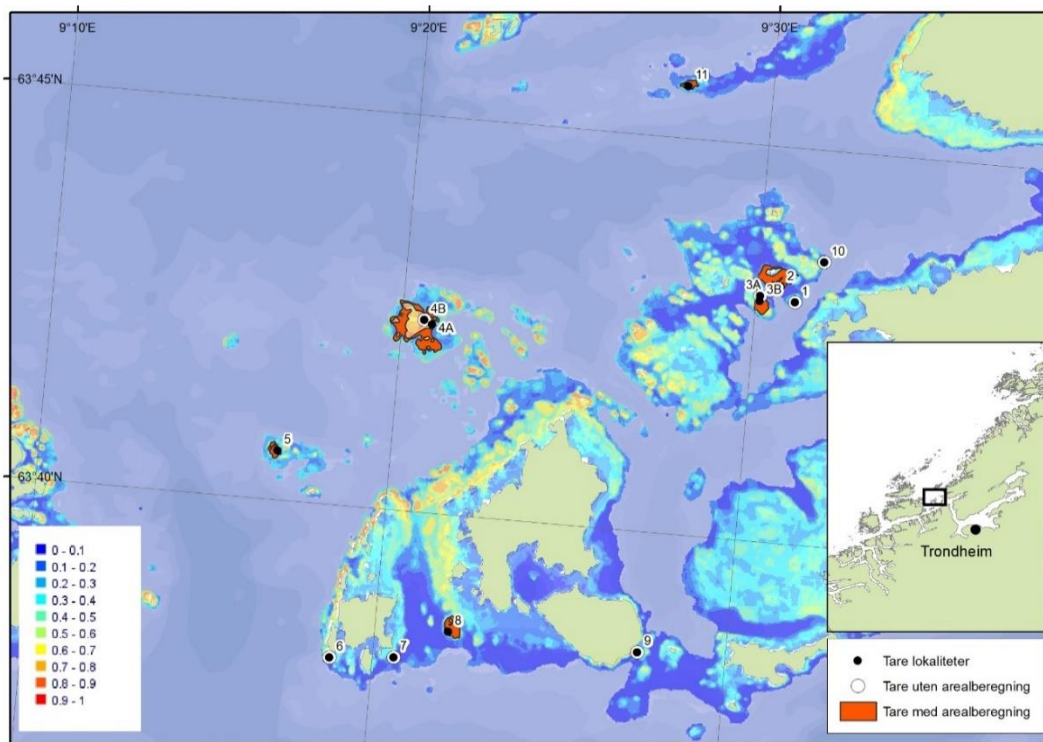 9°10'E
9°20'E
9°30'E
63°45'N
11
10
2
3A
3B
1
4B
4A
5
63°40'N
0 - 0.1
0.1 - 0.2
0.2 - 0.3
0.3 - 0.4
0.4 - 0.5
0.5 - 0.6
0.6 - 0.7
0.7 - 0.8
0.8 - 0.9
0.9 - 1
8
6
7
9
Trondheim
Tare lokaliteter
Tare uten arealberegning
Tare med arealberegning